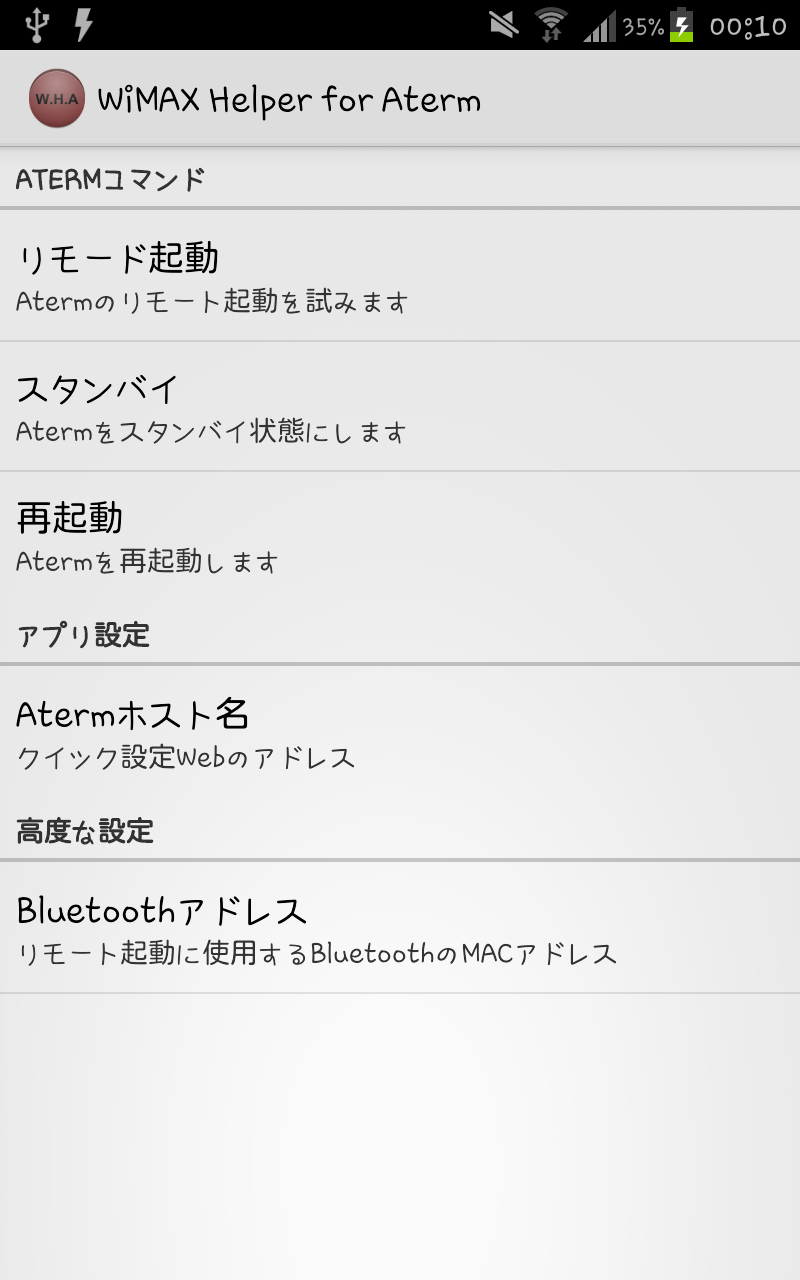 35% 00:10
W.H.A WiMAX Helper for Aterm
ATERMコマンド
リモード起動
Atermのリモート起動を試みます
スタンバイ
Atermをスタンバイ状態にします
再起動
Atermを再起動します
アプリ設定
Atermホスト名
クイック設定Webのアドレス
高度な設定
Bluetoothアドレス
リモート起動に使用するBluetoothのMACアドレス